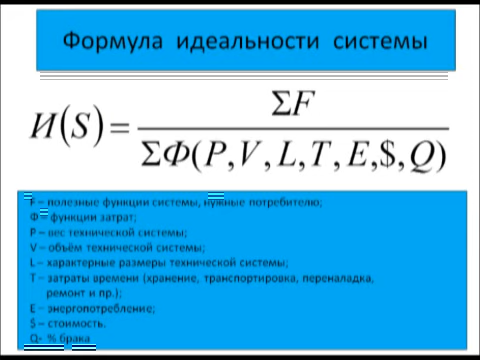 Формула идеальности системы
И(S) = ΣF / ΣФ(P,V,L,T,E,$,Q)
F – полезные функции системы, нужные потребителю;
Ф – функции затрат;
P – вес технической системы;
V – объём технической системы;
L – характерные размеры технической системы;
T – затраты времени (хранение, транспортировка, переналадка,
ремонт и пр.);
E – энергопотребление;
$ – стоимость.
Q- % брака